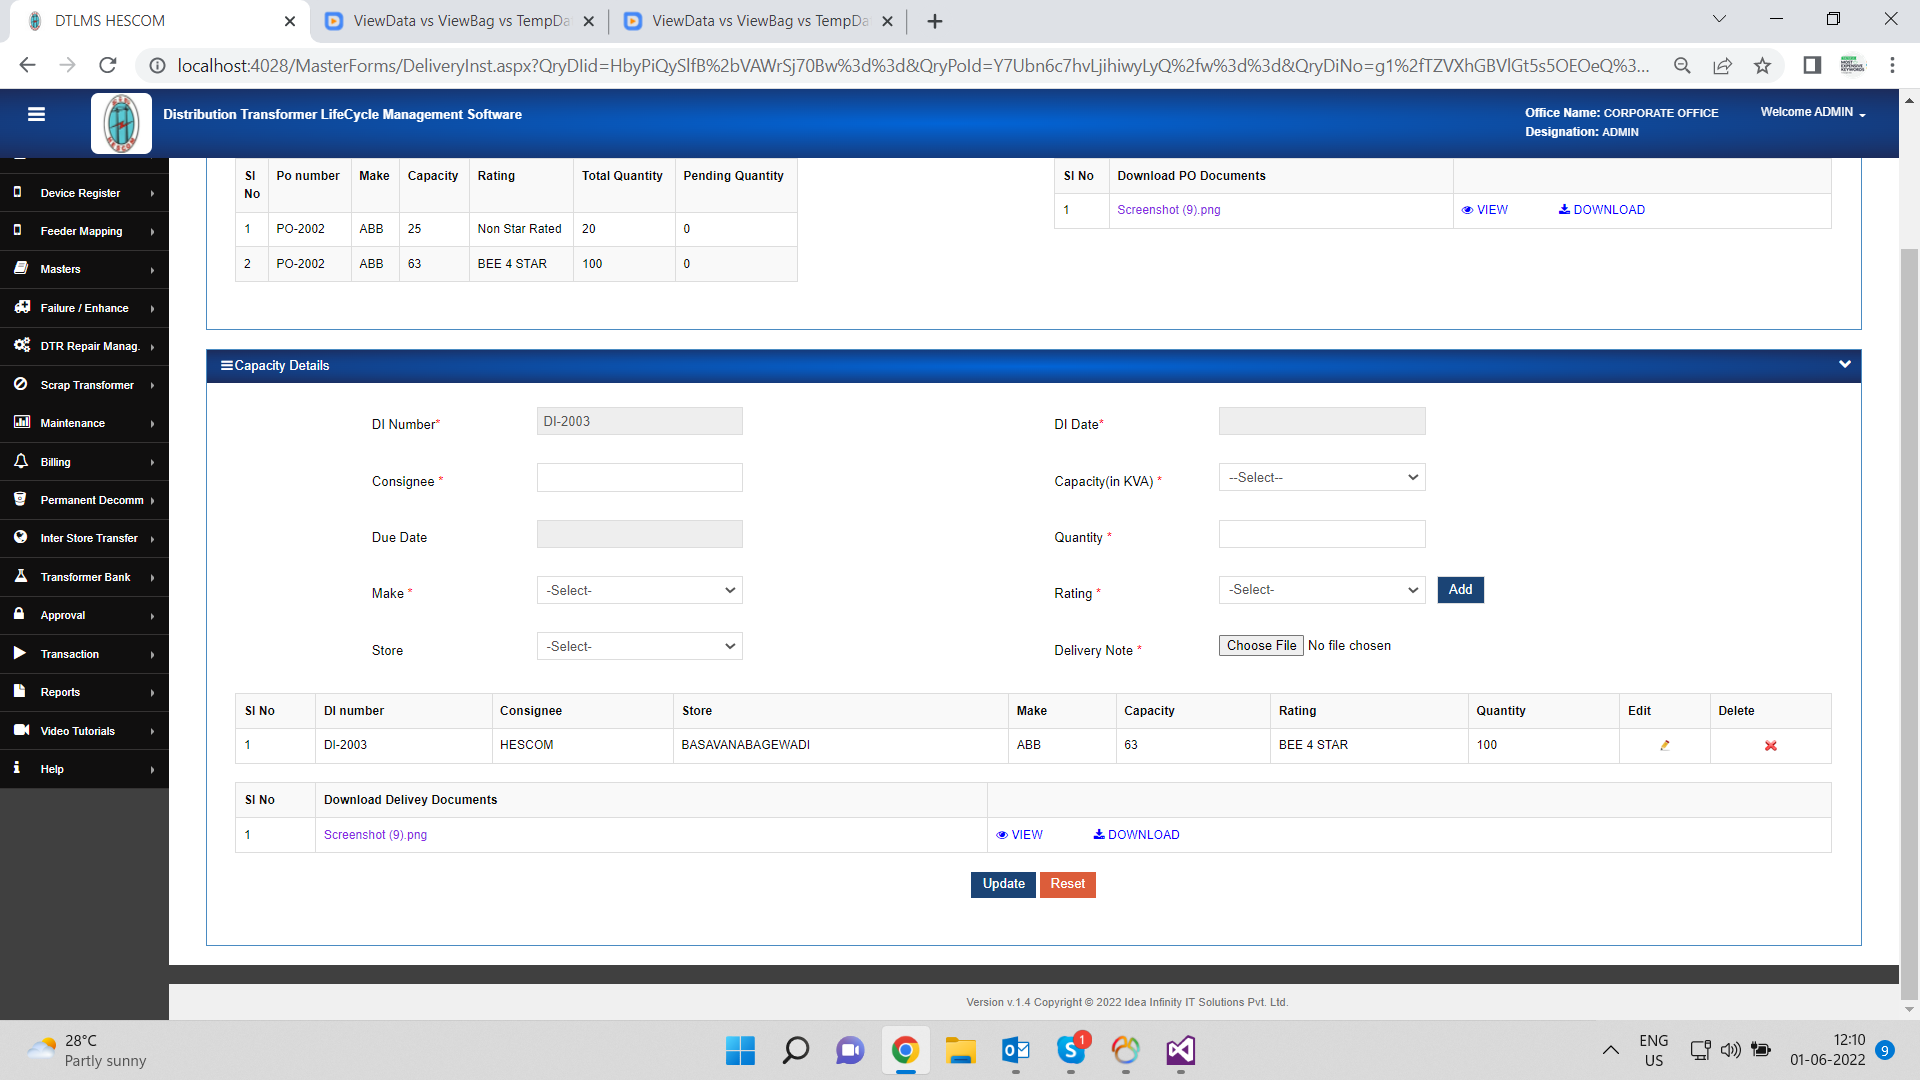 DTLMS HESCOM
ViewData vs ViewBag vs TempDa
ViewData vs ViewBag vs TempDa
localhost:4028/MasterForms/DeliveryInst.aspx?QryDIid=HbyPiQySlfB%2bVAWrSj70Bw%3d%3d&QryPoId=Y7Ubn6c7hvLjihiwyLyQ%2fw%3d%3d&QryDiNo=g1%2fTZVXhGBVlGt5s5OEOeQ%3...
Distribution Transformer LifeCycle Management Software
Office Name: CORPORATE OFFICE
Designation: ADMIN
Welcome ADMIN
Device Register
Feeder Mapping
Masters
Failure / Enhance
DTR Repair Manag.
Scrap Transformer
Maintenance
Billing
Permanent Decomm
Inter Store Transfer
Transformer Bank
Approval
Transaction
Reports
Video Tutorials
Help
Sl No Po number Make Capacity Rating Total Quantity Pending Quantity
1 PO-2002 ABB 25 Non Star Rated 20 0
2 PO-2002 ABB 63 BEE 4 STAR 100 0
Sl No Download PO Documents
1 Screenshot (9).png VIEW DOWNLOAD
Capacity Details
DI Number* DI-2003 DI Date*
Consignee * Capacity(in KVA) * --Select--
Due Date Quantity *
Make * -Select- Rating * -Select- Add
Store -Select- Delivery Note * Choose File No file chosen
Sl No DI number Consignee Store Make Capacity Rating Quantity Edit Delete
1 DI-2003 HESCOM BASAVANABAGEWADI ABB 63 BEE 4 STAR 100
Sl No Download Delivey Documents
1 Screenshot (9).png VIEW DOWNLOAD
Update Reset
Version v.1.4 Copyright © 2022 Idea Infinity IT Solutions Pvt. Ltd.
28°C
Partly sunny
1
ENG
US
12:10
01-06-2022
9